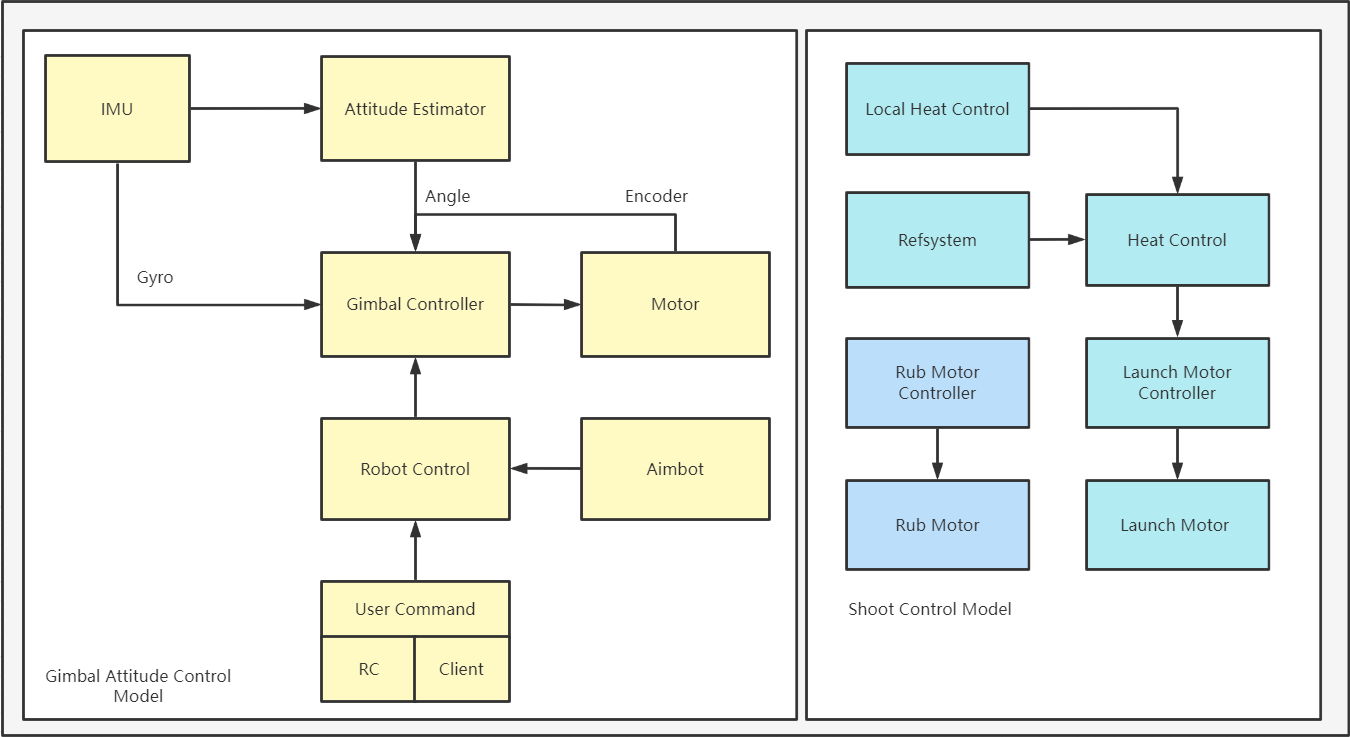 IMU
Attitude Estimator
Angle
Encoder
Gyro
Gimbal Controller
Motor
Robot Control
Aimbot
User Command
RC
Client
Gimbal Attitude Control
Model
Local Heat Control
Refsystem
Heat Control
Rub Motor
Controller
Launch Motor
Controller
Rub Motor
Launch Motor
Shoot Control Model